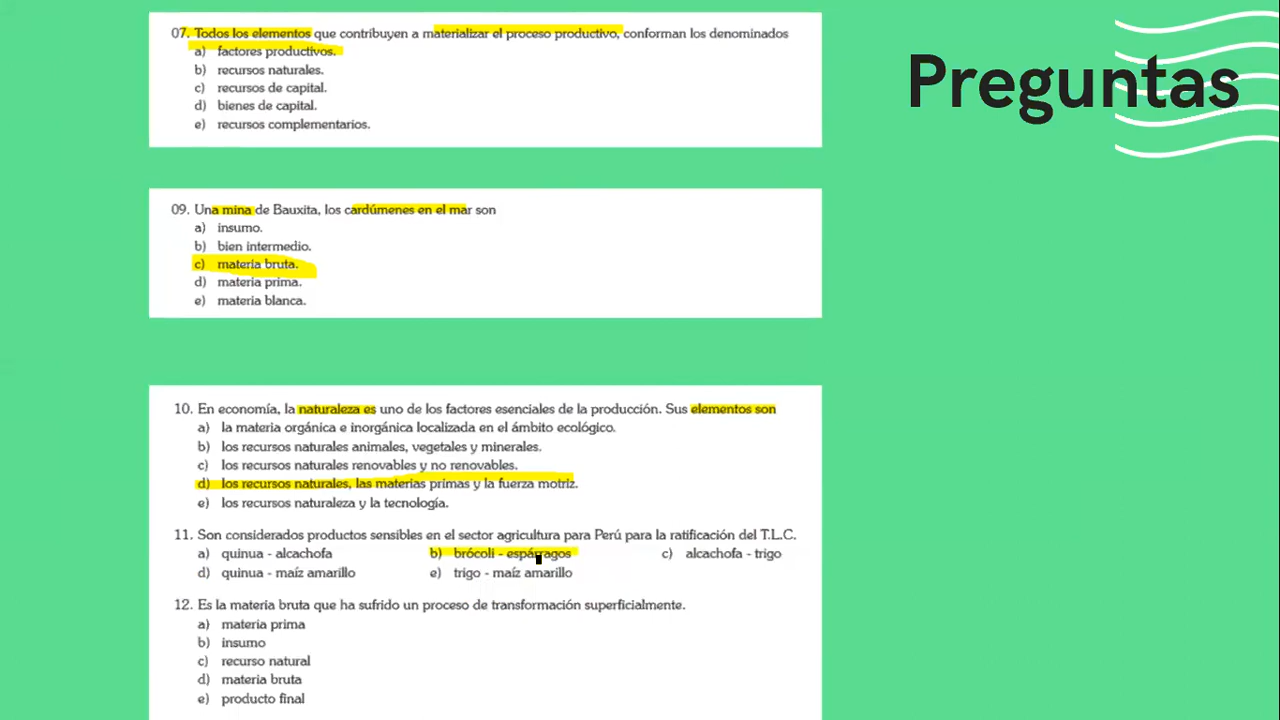 Preguntas
07. Todos los elementos que contribuyen a materializar el proceso productivo, conforman los denominados
a) factores productivos.
b) recursos naturales.
c) recursos de capital.
d) bienes de capital.
e) recursos complementarios.
09. Una mina de Bauxita, los cardúmenes en el mar son
a) insumo.
b) bien intermedio.
c) materia bruta.
d) materia prima.
e) materia blanca.
10. En economía, la naturaleza es uno de los factores esenciales de la producción. Sus elementos son
a) la materia orgánica e inorgánica localizada en el ámbito ecológico.
b) los recursos naturales animales, vegetales y minerales.
c) los recursos naturales renovables y no renovables.
d) los recursos naturales, las materias primas y la fuerza motriz.
e) los recursos naturaleza y la tecnología.
11. Son considerados productos sensibles en el sector agricultura para Perú para la ratificación del T.L.C.
a) quinua - alcachofa b) brócoli - espárragos c) alcachofa - trigo
d) quinua - maíz amarillo e) trigo - maíz amarillo
12. Es la materia bruta que ha sufrido un proceso de transformación superficialmente.
a) materia prima
b) insumo
c) recurso natural
d) materia bruta
e) producto final